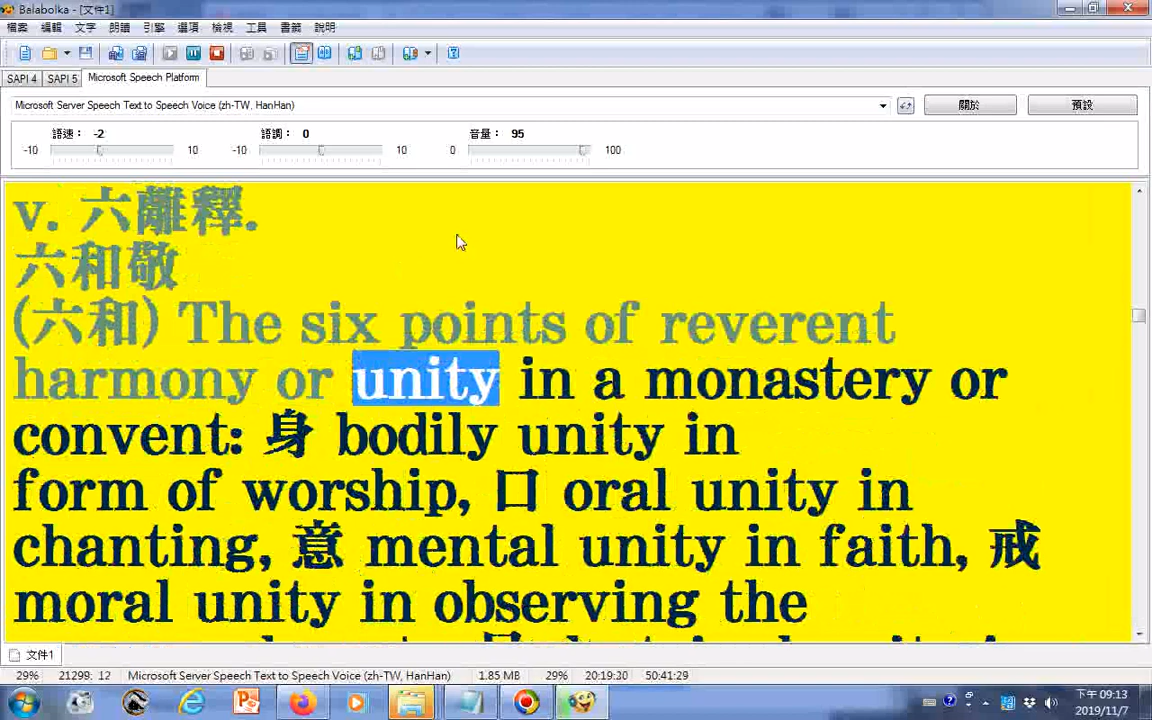 Balabolka - [文件1]
檔案 編輯 文字 朗讀 引擎 選項 檢視 工具 書籤 說明
SAPI 4 SAPI 5 Microsoft Speech Platform
Microsoft Server Speech Text to Speech Voice (zh-TW, HanHan) 關於 預設
語速： -2 語調： 0 音量： 95
-10 10 -10 10 0 100
v. 六離釋.
六和敬
(六和) The six points of reverent
harmony or unity in a monastery or
convent: 身 bodily unity in
form of worship, 口 oral unity in
chanting, 意 mental unity in faith, 戒
moral unity in observing the
文件1
29% 21299: 12 Microsoft Server Speech Text to Speech Voice (zh-TW, HanHan) 1.85 MB 29% 20:19:30 50:41:29
下午 09:13
2019/11/7